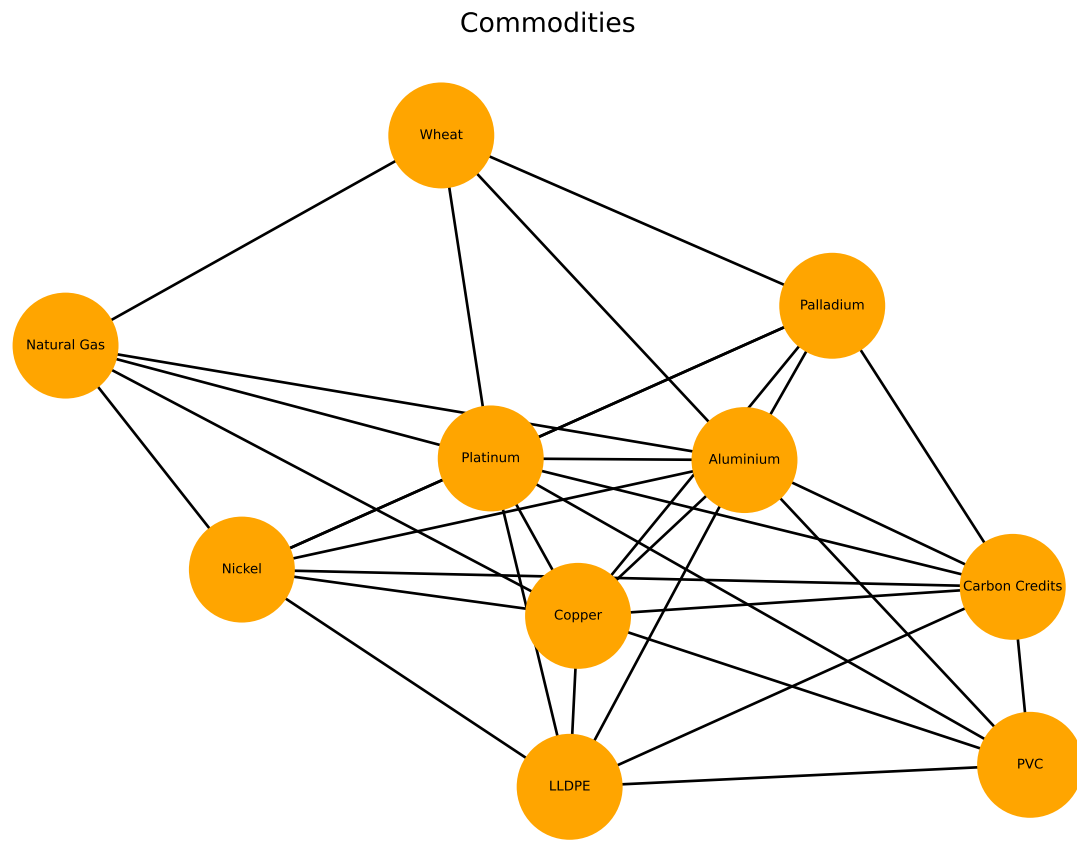 Commodities
Wheat
Palladium
Natural Gas
Platinum
Aluminium
Nickel
Carbon Credits
Copper
PVC
LLDPE